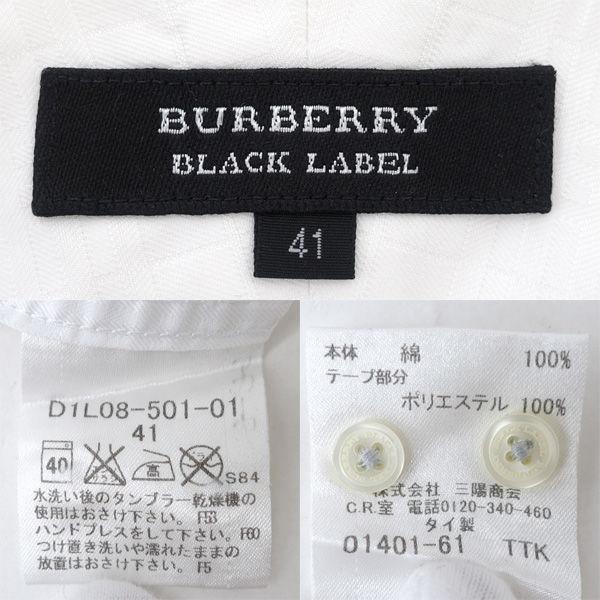 BURBERRY
BLACK LABEL
41
D1L08-501-01
41
40
高
S84
水洗い後のタンブラー乾燥機の
使用はおさけ下さい。 F53
ハンドプレスをして下さい。 F60
つけ置き洗いや濡れたままの
放置はおさけ下さい。 F5
本体 綿 100%
テープ部分
ポリエステル 100%
株式会社 三陽商会
C.R.室 電話0120-340-460
タイ製
01401-61 TTK